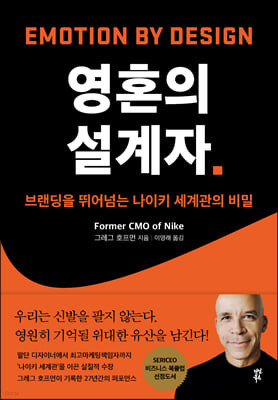 EMOTION BY DESIGN
영혼의
설계자.
브랜딩을 뛰어넘는 나이키 세계관의 비밀
Former CMO of Nike
그레그 호프먼 지음 | 이영래 옮김
우리는 신발을 팔지 않는다.
영원히 기억될 위대한 유산을 남긴다!
말단 디자이너에서 최고마케팅책임자까지
‘나이키 세계관’을 이끈 실질적 수장
그레그 호프먼이 기록한 27년간의 퍼포먼스
SERICEO
비즈니스 북클럽
선정도서